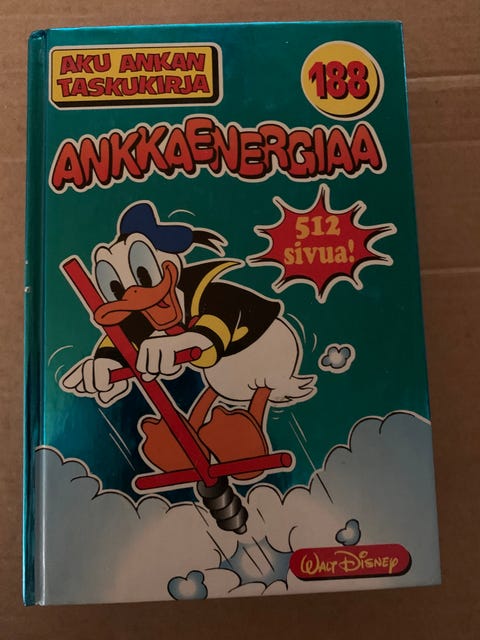 AKU ANKAN
TASKUKIRJA
188
ANKKAENERGIAA
512
sivua!
WALT DISNEY